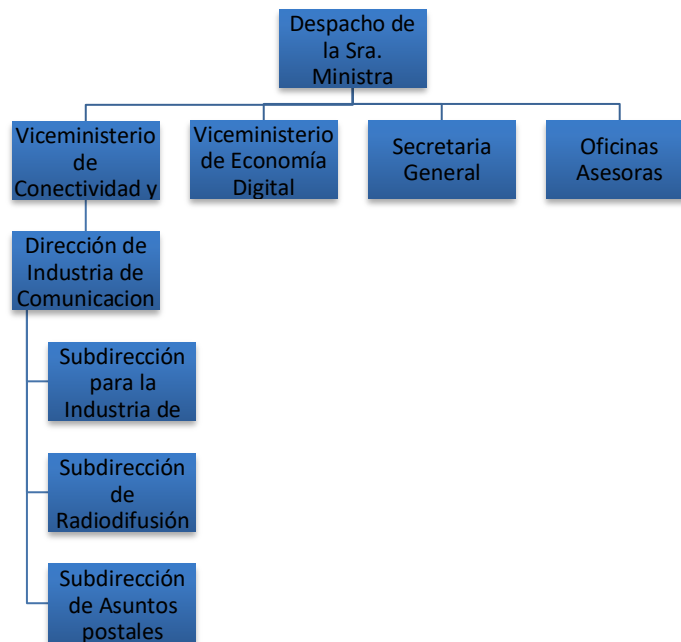 Despacho de
la Sra.
Ministra
Viceministerio
de
Conectividad y
Viceministerio
de Economía
Digital
Secretaria
General
Oficinas
Asesoras
Dirección de
Industria de
Comunicacion
Subdirección
para la
Industria de
Subdirección
de
Radiodifusión
Subdirección
de Asuntos
postales